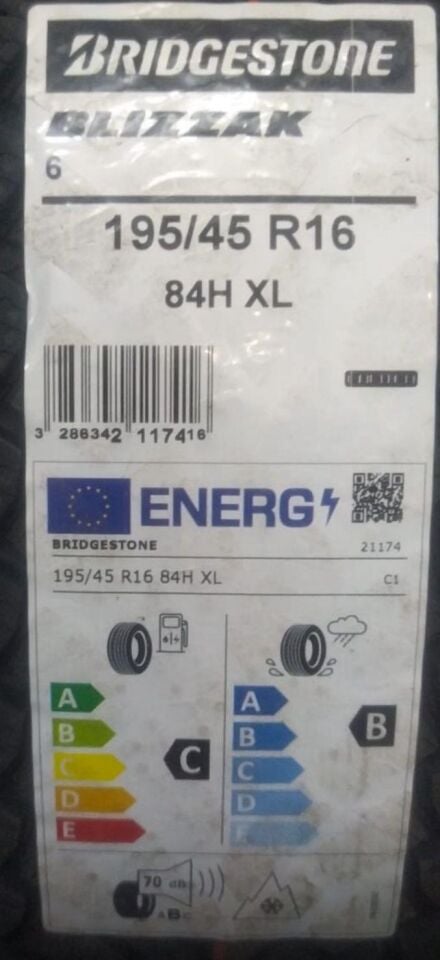 BRIDGESTONE
BLIZZAK
6
195/45 R16
84H XL
3 286342 117416
ENERG
BRIDGESTONE 21174
195/45 R16 84H XL C1
A A
B B B
C C C
D D
E E
70 dB
ABC